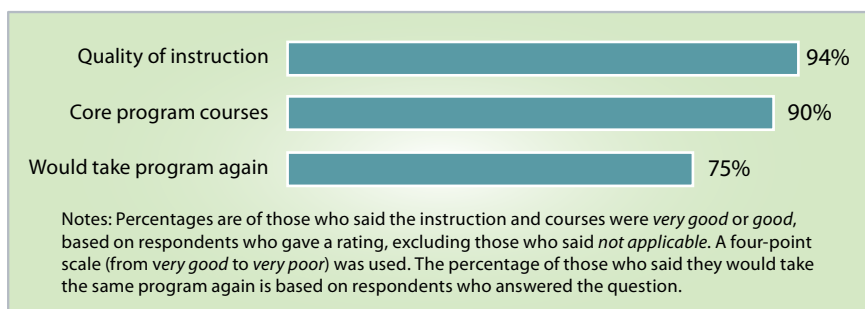 Quality of instruction 94%
Core program courses 90%
Would take program again 75%
Notes: Percentages are of those who said the instruction and courses were very good or good,
based on respondents who gave a rating, excluding those who said not applicable. A four-point
scale (from very good to very poor) was used. The percentage of those who said they would take
the same program again is based on respondents who answered the question.